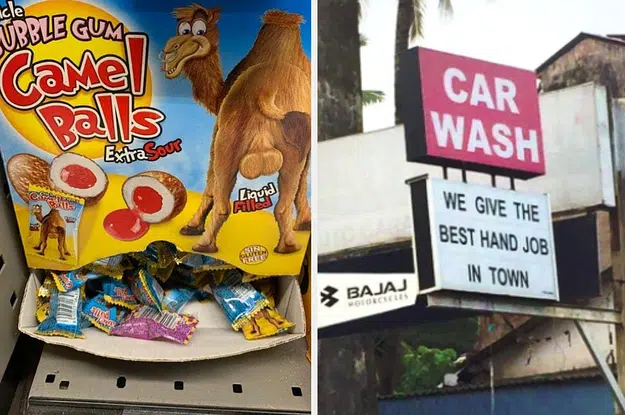 BUBBLE GUM
Camel
Balls
Extra Sour
Liquid
Filled
CAR
WASH
WE GIVE THE
BEST HAND JOB
IN TOWN
BAJAJ
MOTORCYCLES